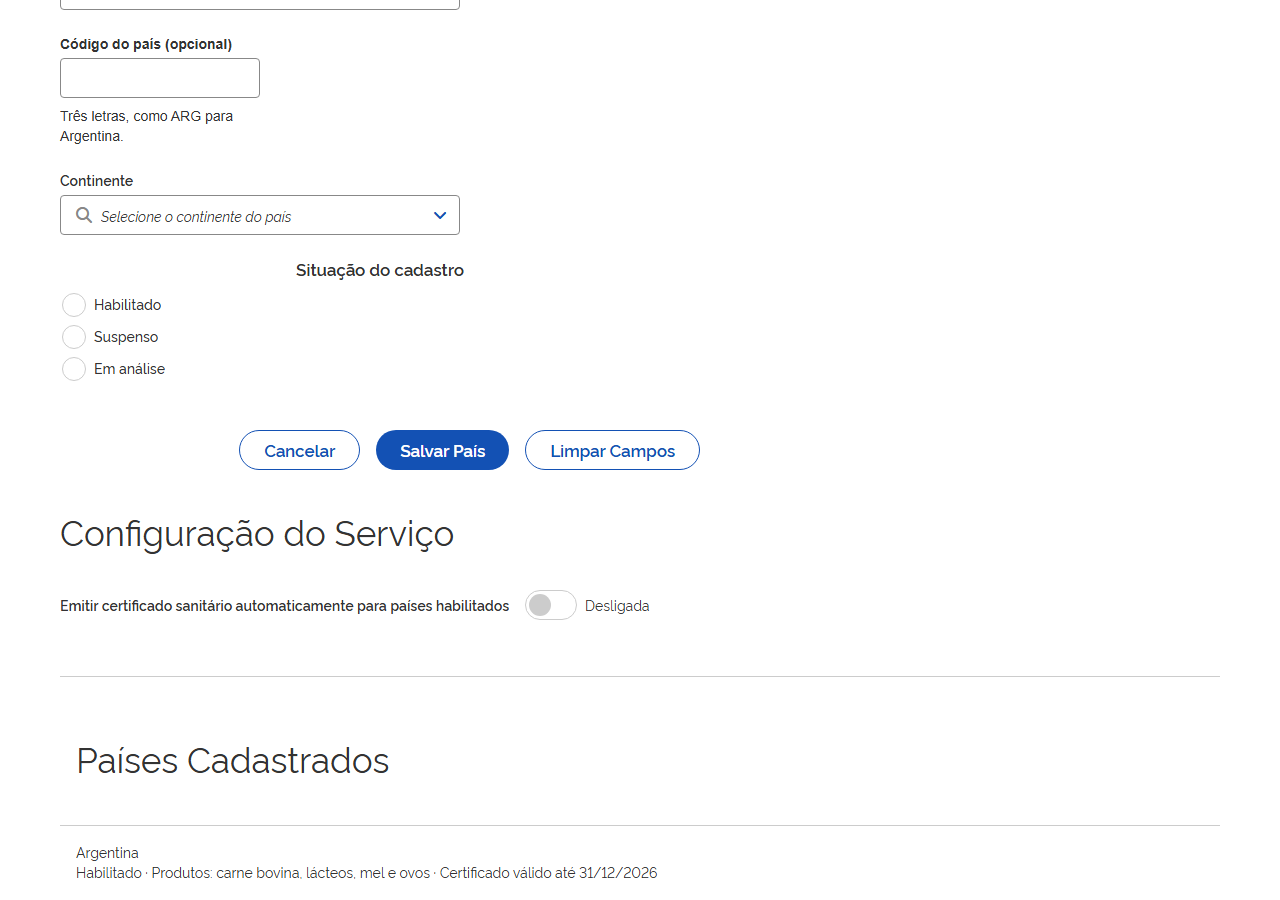 Código do país (opcional)
Três letras, como ARG para
Argentina.
Continente
Selecione o continente do país
Situação do cadastro
Habilitado
Suspenso
Em análise
Cancelar
Salvar País
Limpar Campos
Configuração do Serviço
Emitir certificado sanitário automaticamente para países habilitados
Desligada
Países Cadastrados
Argentina
Habilitado · Produtos: carne bovina, lácteos, mel e ovos · Certificado válido até 31/12/2026